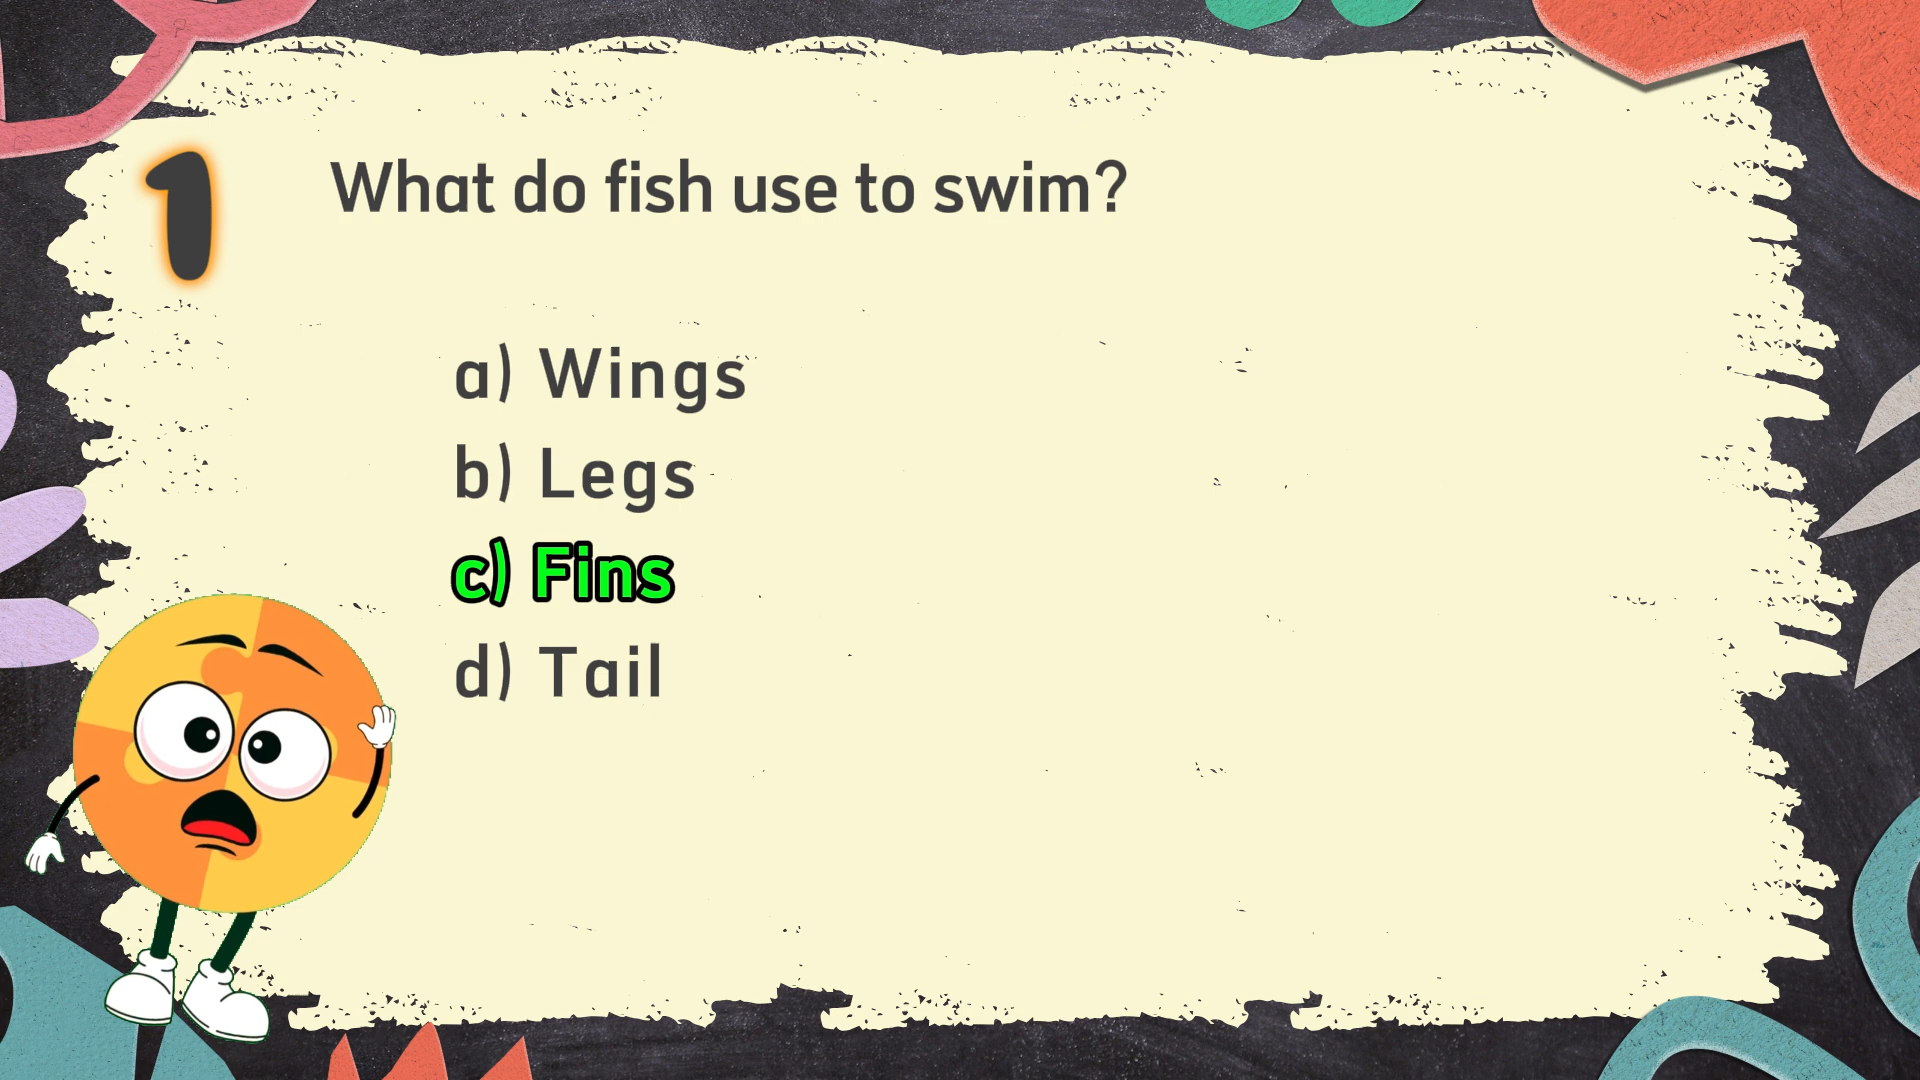 1
What do fish use to swim?
a) Wings
b) Legs
c) Fins
d) Tail